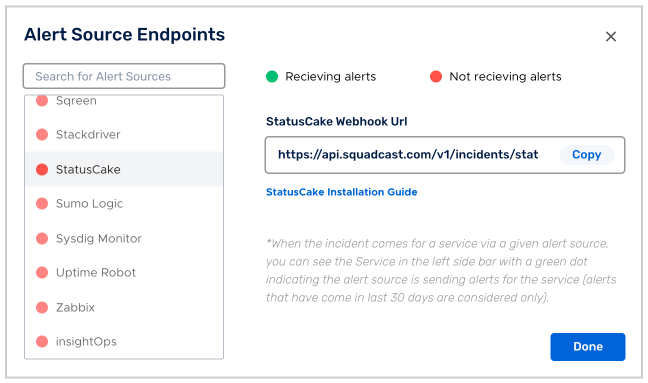 Alert Source Endpoints
Search for Alert Sources
Sqreen
Stackdriver
StatusCake
Sumo Logic
Sysdig Monitor
Uptime Robot
Zabbix
insightOps
Recieving alerts
Not recieving alerts
StatusCake Webhook Url
https://api.squadcast.com/v1/incidents/stat
Copy
StatusCake Installation Guide
*When the incident comes for a service via a given alert source,
you can see the Service in the left side bar with a green dot
indicating the alert source is sending alerts for the service (alerts
that have come in last 30 days are considered only).
Done